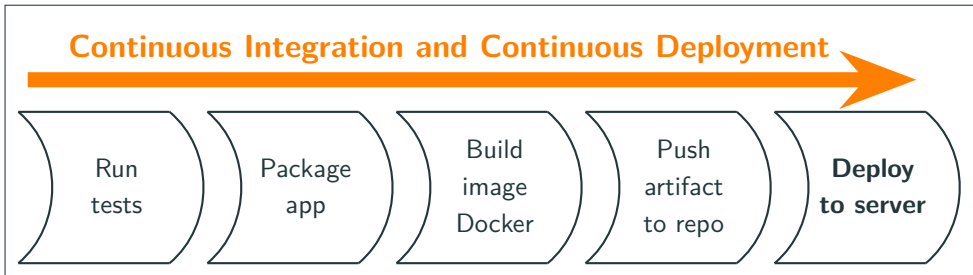 Continuous Integration and Continuous Deployment
Run
tests
Package
app
Build
image
Docker
Push
artifact
to repo
Deploy
to server